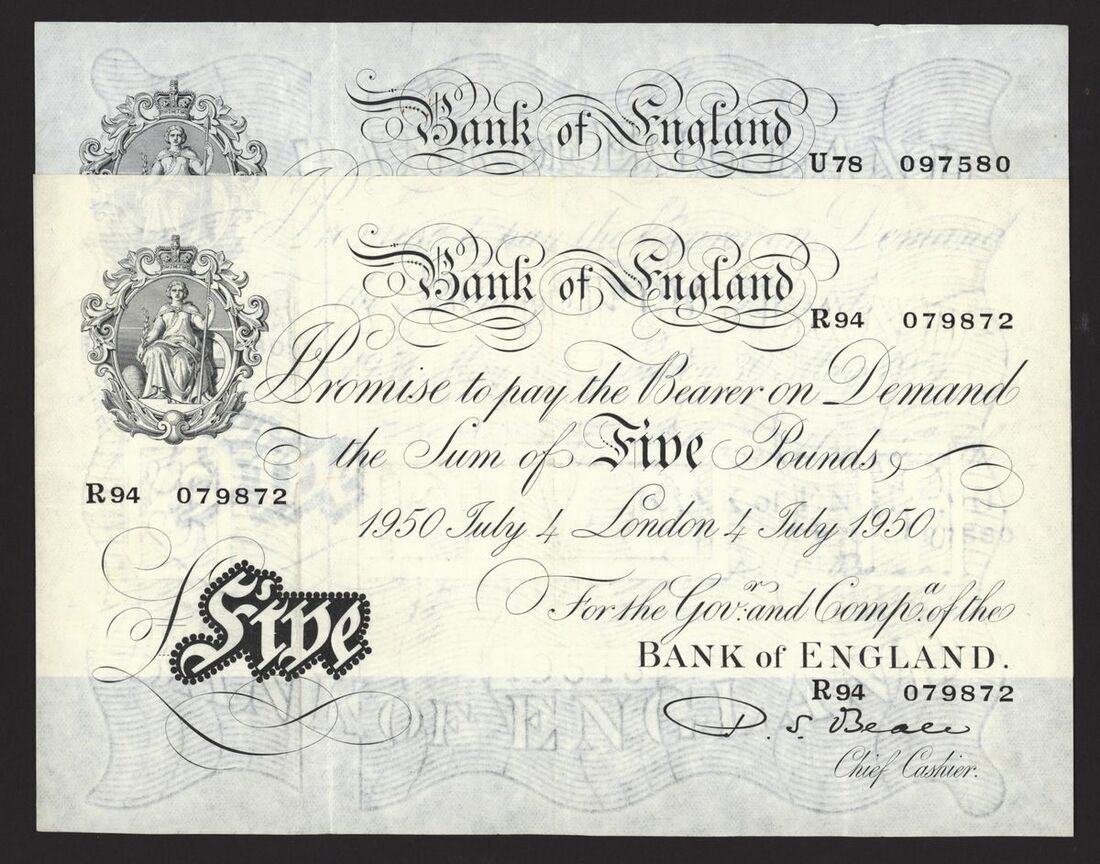 Bank of England
U78 097580
Bank of England
R94 079872
I Promise to pay the Bearer on Demand
the Sum of Five Pounds
R94 079872
1950 July 4 London 4 July 1950
For the Govr. and Compa. of the
BANK of ENGLAND.
£Five
R94 079872
P. S. Beale
Chief Cashier.
OF ENGLAN